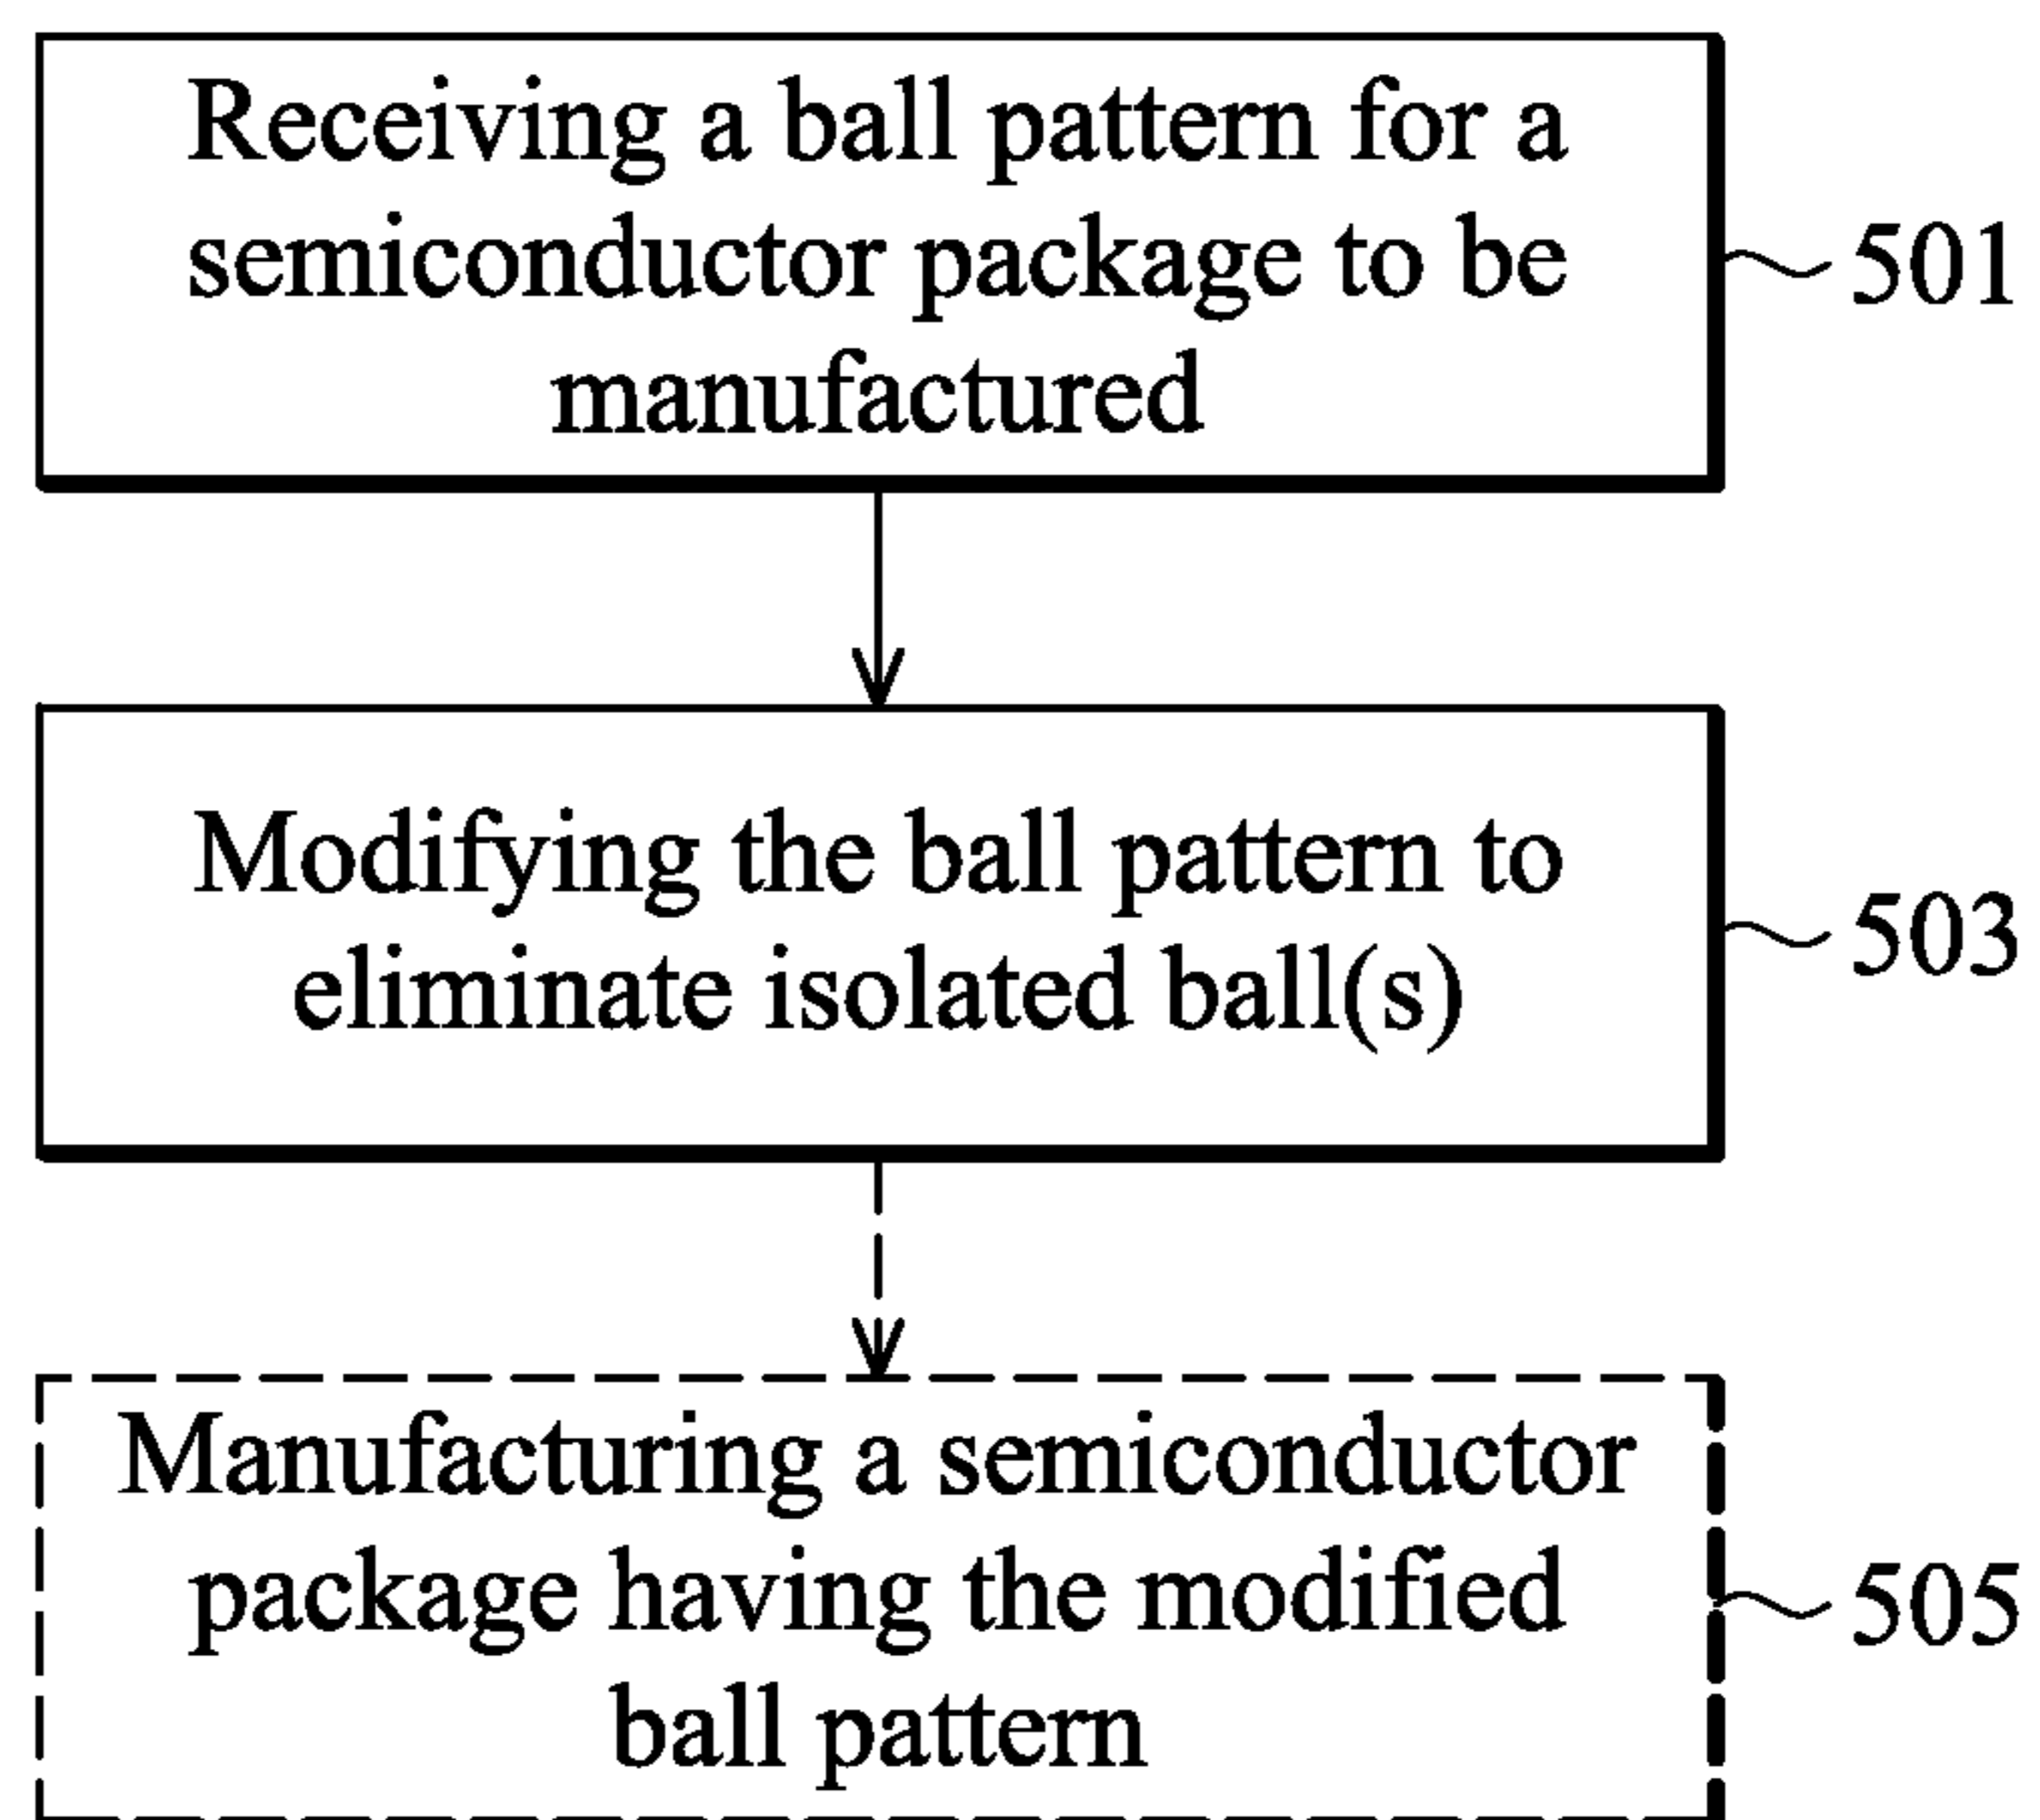 Receiving a ball pattern for a
semiconductor package to be
manufactured
501
Modifying the ball pattern to
eliminate isolated ball(s)
503
Manufacturing a semiconductor
package having the modified
ball pattern
505